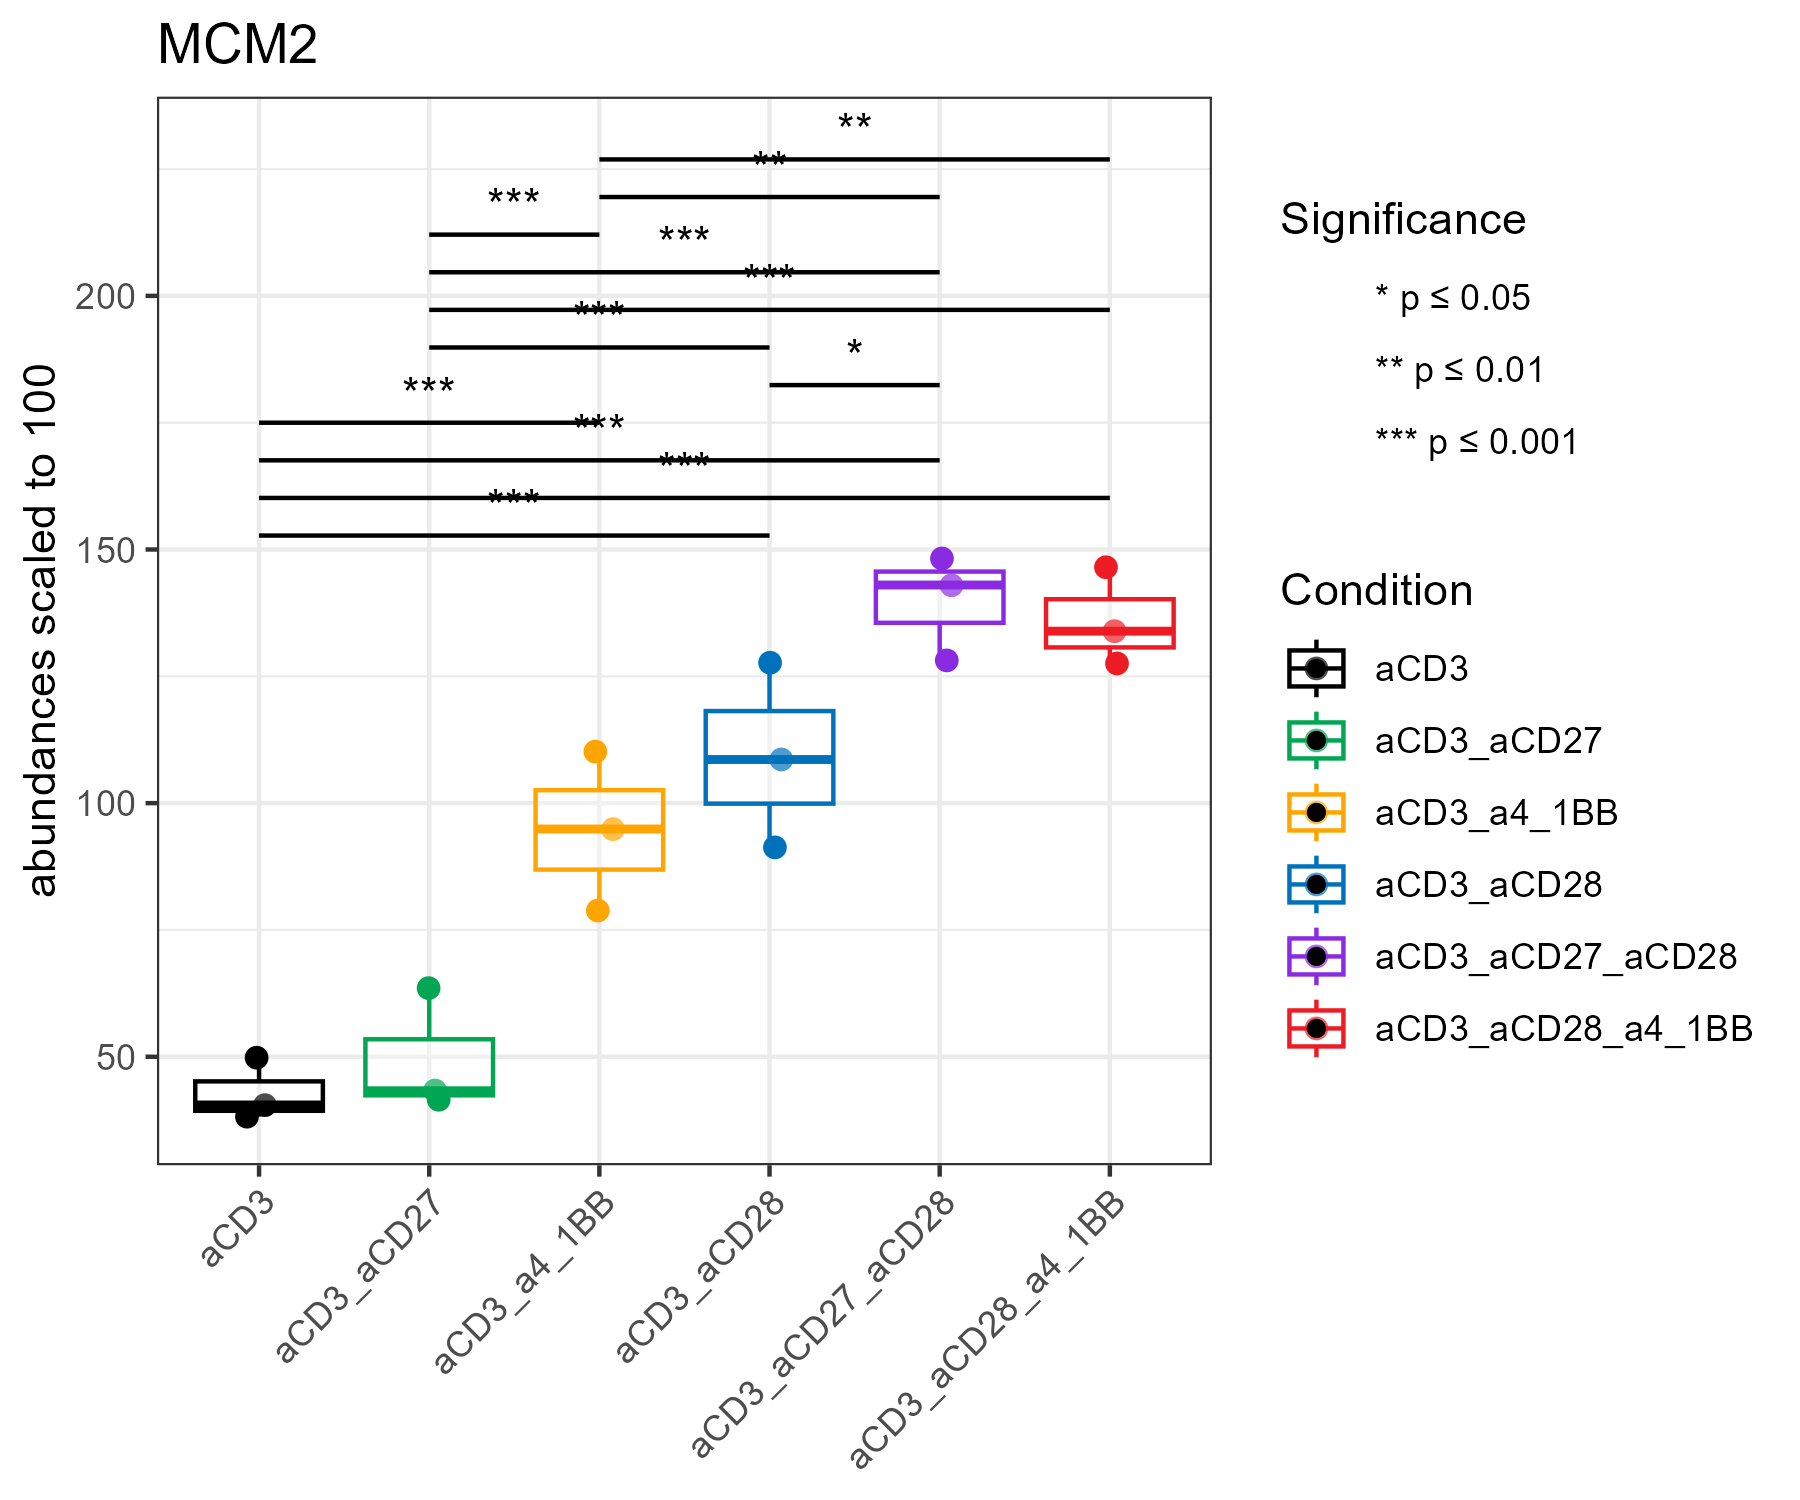 MCM2
**
**
***
***
***
***
*
***
***
***
***
200
150
100
50
abundances scaled to 100
aCD3
aCD3_aCD27
aCD3_a4_1BB
aCD3_aCD28
aCD3_aCD27_aCD28
aCD3_aCD28_a4_1BB
Significance
* p ≤ 0.05
** p ≤ 0.01
*** p ≤ 0.001
Condition
aCD3
aCD3_aCD27
aCD3_a4_1BB
aCD3_aCD28
aCD3_aCD27_aCD28
aCD3_aCD28_a4_1BB